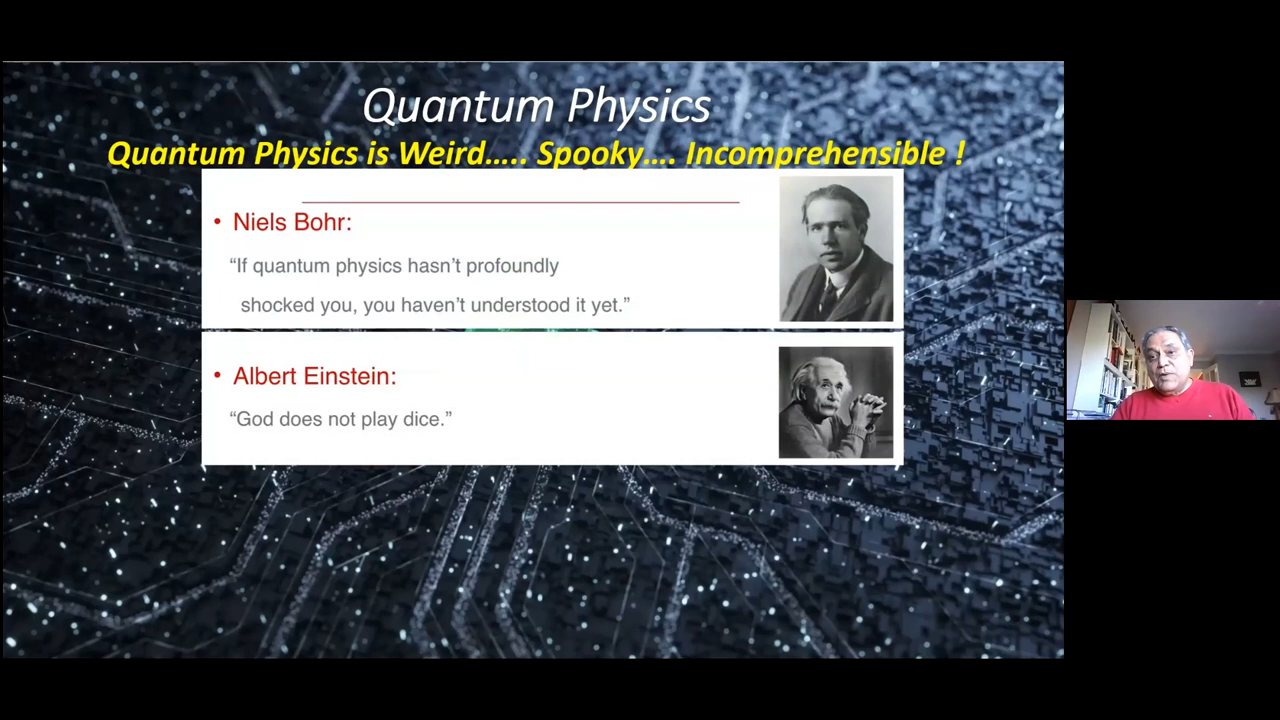 Quantum Physics
Quantum Physics is Weird..... Spooky.... Incomprehensible !
• Niels Bohr:
“If quantum physics hasn’t profoundly
shocked you, you haven’t understood it yet.”
• Albert Einstein:
“God does not play dice.”